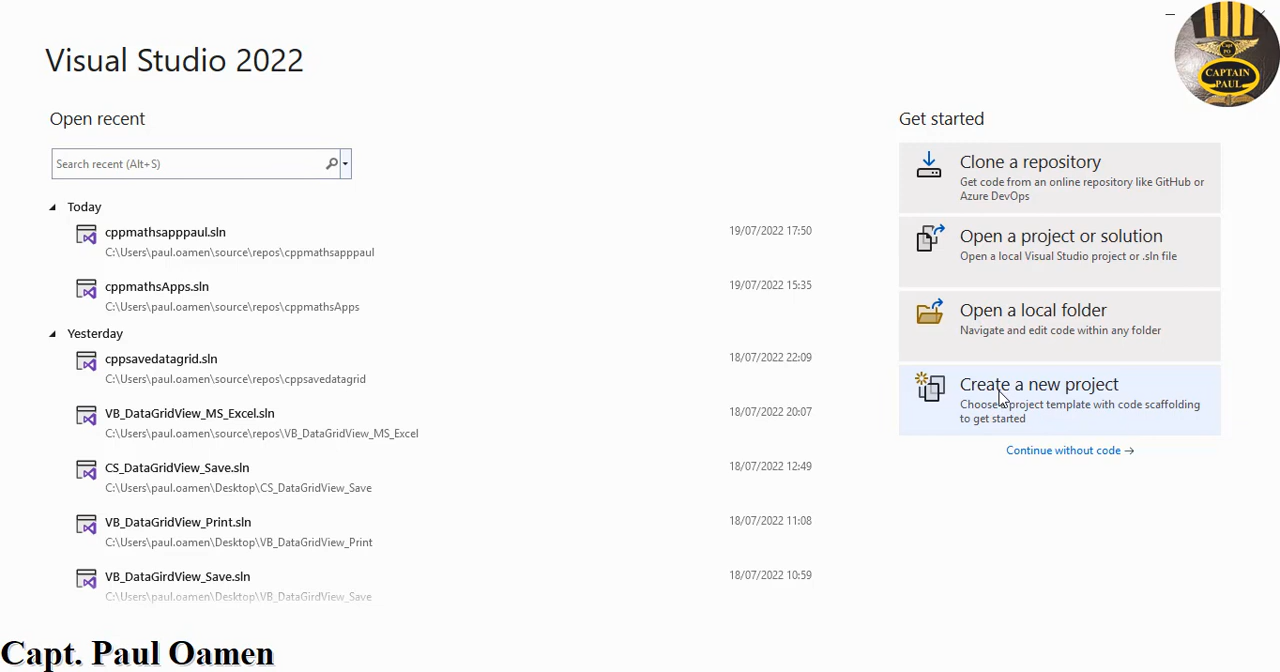 Visual Studio 2022
Open recent
Search recent (Alt+S)
Today
cppmathsapppaul.sln
19/07/2022 17:50
C:\Users\paul.oamen\source\repos\cppmathsapppaul
cppmathsApps.sln
19/07/2022 15:35
C:\Users\paul.oamen\source\repos\cppmathsApps
Yesterday
cppsavedatagrid.sln
18/07/2022 22:09
C:\Users\paul.oamen\source\repos\cppsavedatagrid
VB_DataGridView_MS_Excel.sln
18/07/2022 20:07
C:\Users\paul.oamen\source\repos\VB_DataGridView_MS_Excel
CS_DataGridView_Save.sln
18/07/2022 12:49
C:\Users\paul.oamen\Desktop\CS_DataGridView_Save
VB_DataGridView_Print.sln
18/07/2022 11:08
C:\Users\paul.oamen\Desktop\VB_DataGridView_Print
VB_DataGirdView_Save.sln
18/07/2022 10:59
C:\Users\paul.oamen\Desktop\VB_DataGirdView_Save
Get started
Clone a repository
Get code from an online repository like GitHub or
Azure DevOps
Open a project or solution
Open a local Visual Studio project or .sln file
Open a local folder
Navigate and edit code within any folder
Create a new project
Choose a project template with code scaffolding
to get started
Continue without code →
Capt
PO
CAPTAIN
PAUL
Capt. Paul Oamen